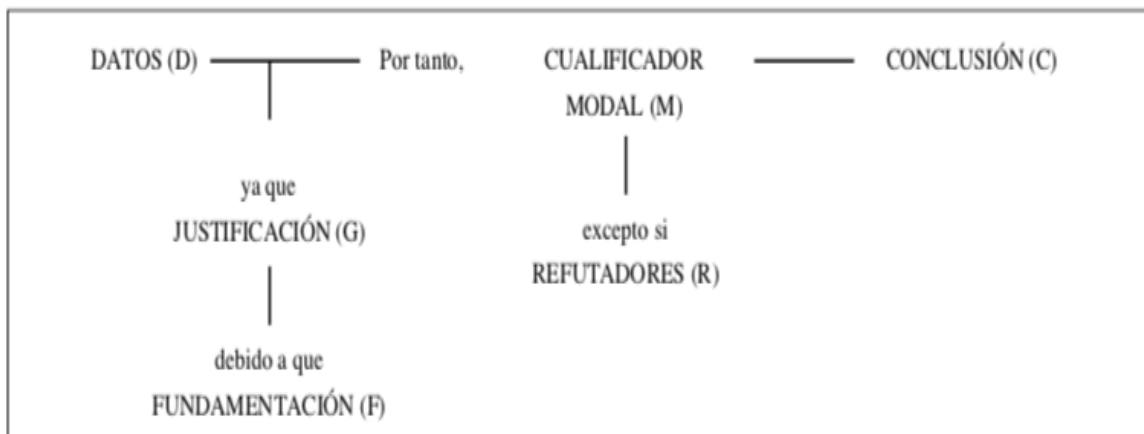 DATOS (D) Por tanto, CUALIFICADOR CONCLUSIÓN (C)
MODAL (M)
ya que
JUSTIFICACIÓN (G)
excepto si
REFUTADORES (R)
debido a que
FUNDAMENTACIÓN (F)